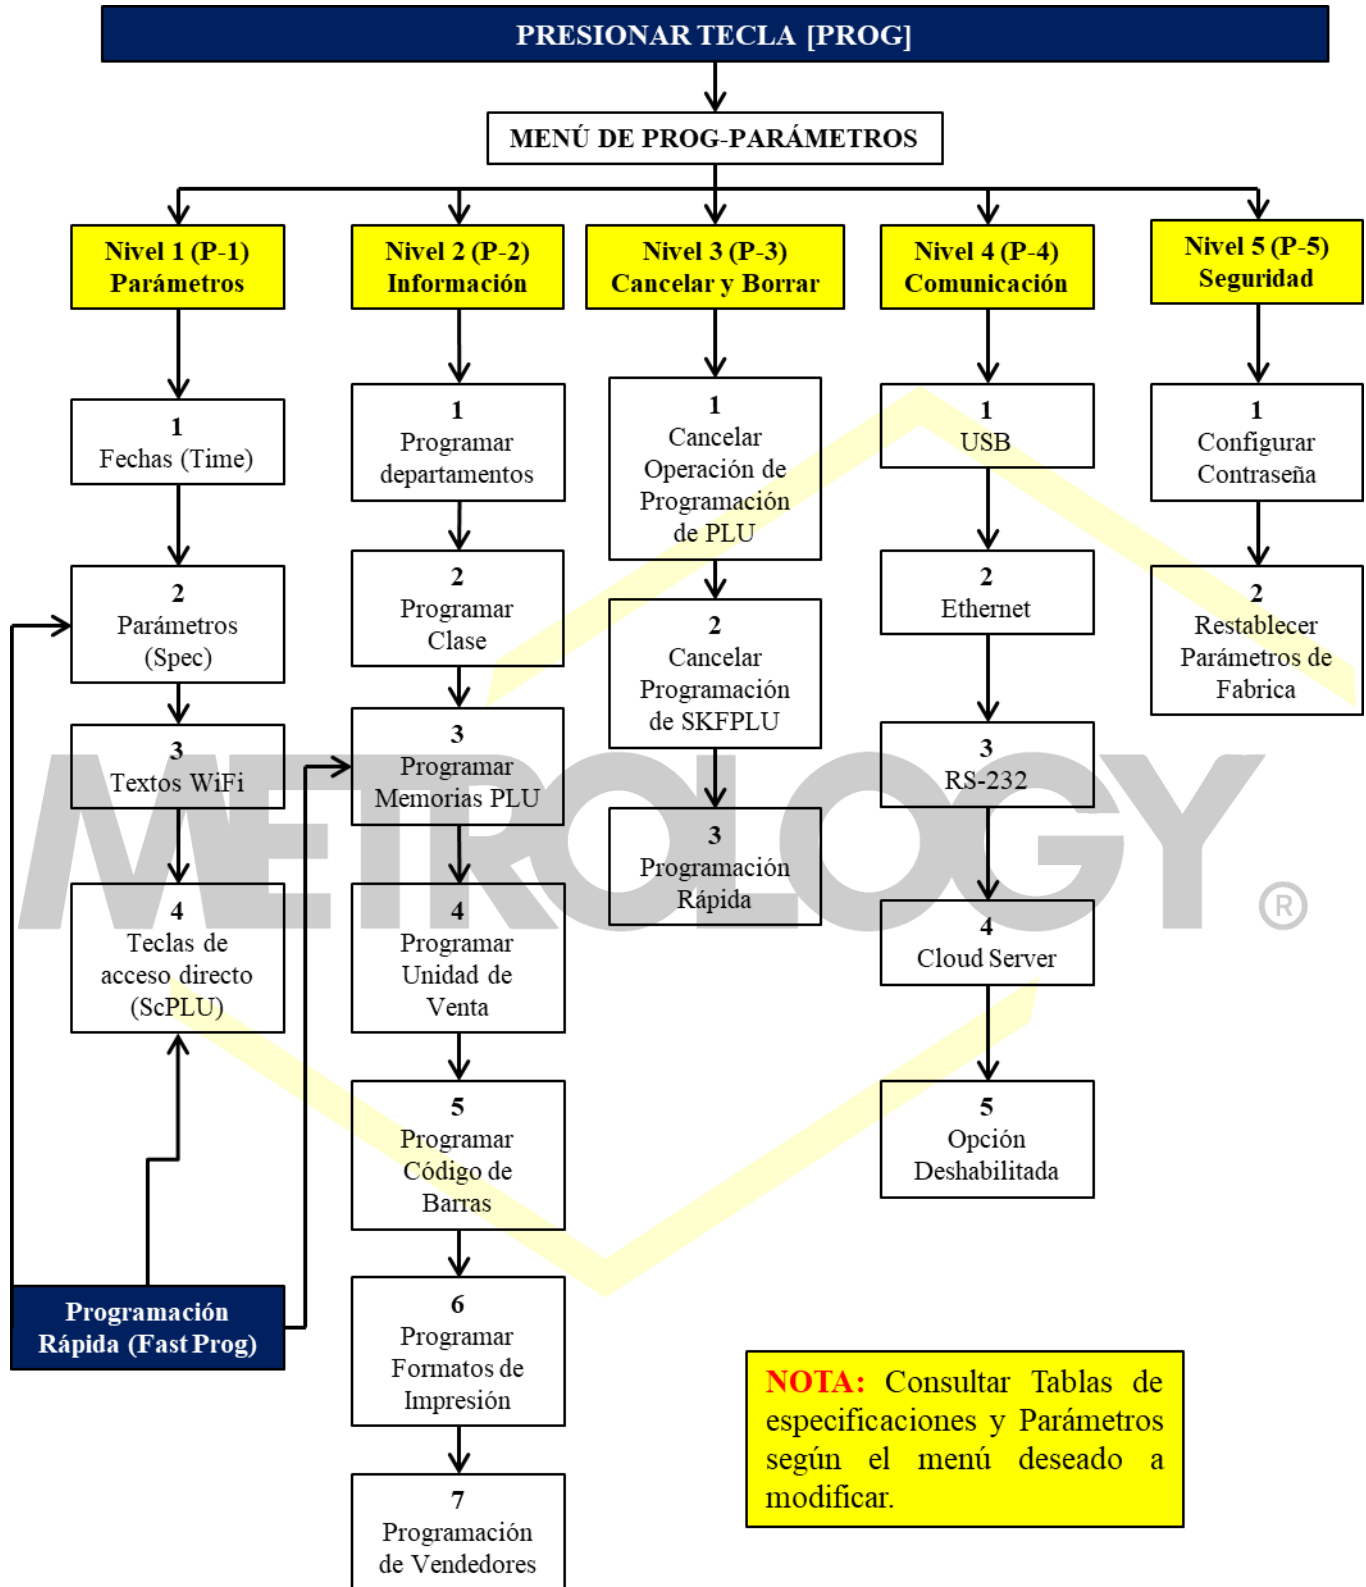 PRESIONAR TECLA [PROG]
MENÚ DE PROG-PARÁMETROS
Nivel 1 (P-1)
Parámetros
1
Fechas (Time)
2
Parámetros
(Spec)
3
Textos WiFi
4
Teclas de
acceso directo
(ScPLU)
Programación
Rápida (Fast Prog)
Nivel 2 (P-2)
Información
1
Programar
departamentos
2
Programar
Clase
3
Programar
Memorias PLU
4
Programar
Unidad de
Venta
5
Programar
Código de
Barras
6
Programar
Formatos de
Impresión
7
Programación
de Vendedores
Nivel 3 (P-3)
Cancelar y Borrar
1
Cancelar
Operación de
Programación
de PLU
2
Cancelar
Programación
de SKFPLU
3
Programación
Rápida
Nivel 4 (P-4)
Comunicación
1
USB
2
Ethernet
3
RS-232
4
Cloud Server
5
Opción
Deshabilitada
Nivel 5 (P-5)
Seguridad
1
Configurar
Contraseña
2
Restablecer
Parámetros de
Fabrica
NOTA: Consultar Tablas de
especificaciones y Parámetros
según el menú deseado a
modificar.
METROLOGY ®